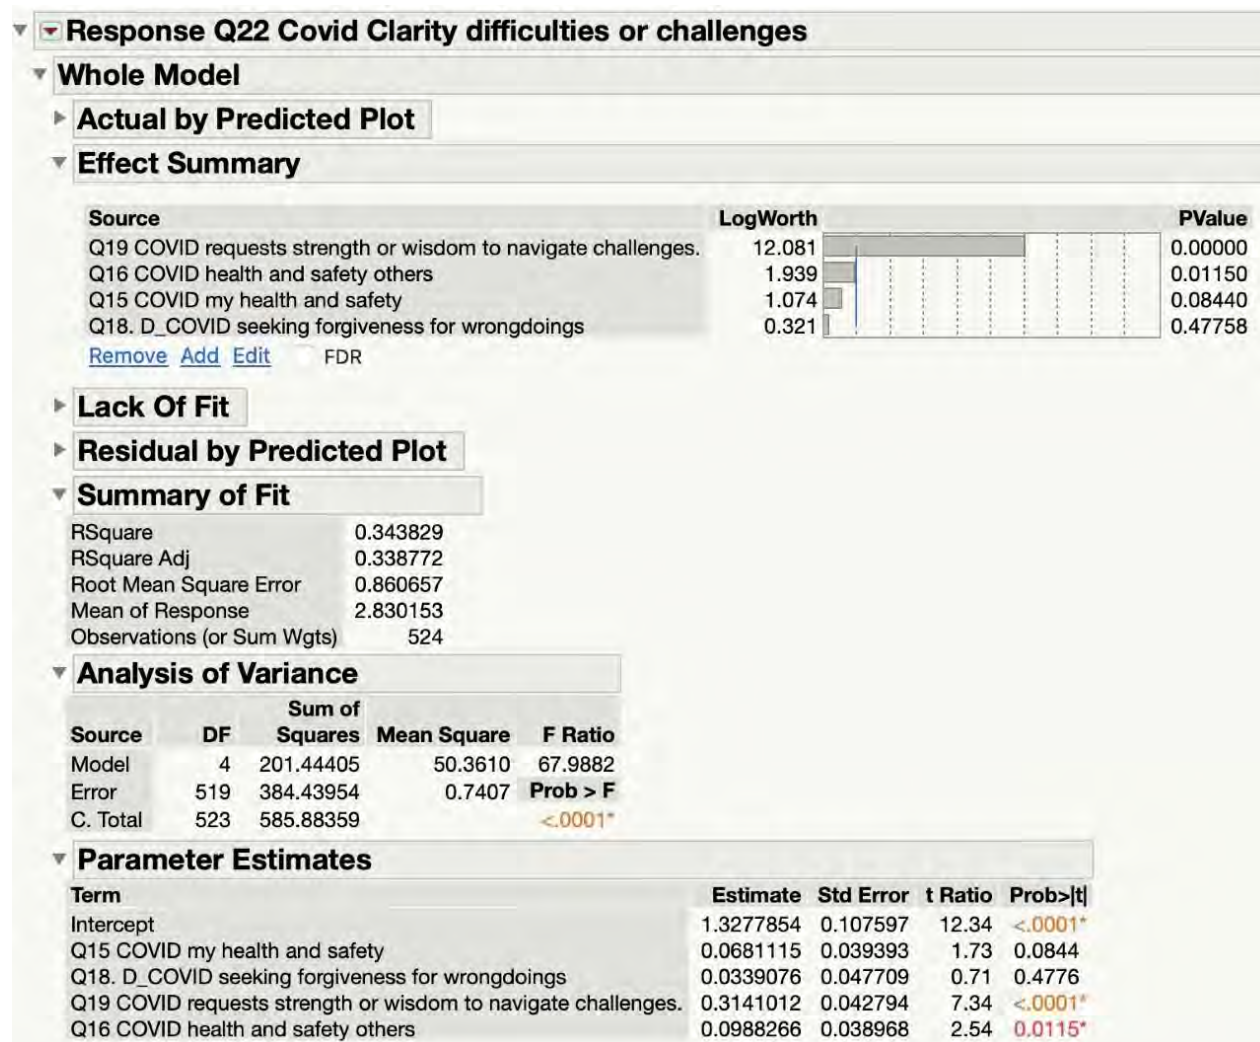 Response Q22 Covid Clarity difficulties or challenges
Whole Model
Actual by Predicted Plot
Effect Summary
Source LogWorth PValue
Q19 COVID requests strength or wisdom to navigate challenges. 12.081 0.00000
Q16 COVID health and safety others 1.939 0.01150
Q15 COVID my health and safety 1.074 0.08440
Q18. D_COVID seeking forgiveness for wrongdoings 0.321 0.47758
Remove Add Edit FDR
Lack Of Fit
Residual by Predicted Plot
Summary of Fit
RSquare 0.343829
RSquare Adj 0.338772
Root Mean Square Error 0.860657
Mean of Response 2.830153
Observations (or Sum Wgts) 524
Analysis of Variance
Sum of
Source DF Squares Mean Square F Ratio
Model 4 201.44405 50.3610 67.9882
Error 519 384.43954 0.7407 Prob > F
C. Total 523 585.88359 <.0001*
Parameter Estimates
Term Estimate Std Error t Ratio Prob>|t|
Intercept 1.3277854 0.107597 12.34 <.0001*
Q15 COVID my health and safety 0.0681115 0.039393 1.73 0.0844
Q18. D_COVID seeking forgiveness for wrongdoings 0.0339076 0.047709 0.71 0.4776
Q19 COVID requests strength or wisdom to navigate challenges. 0.3141012 0.042794 7.34 <.0001*
Q16 COVID health and safety others 0.0988266 0.038968 2.54 0.0115*